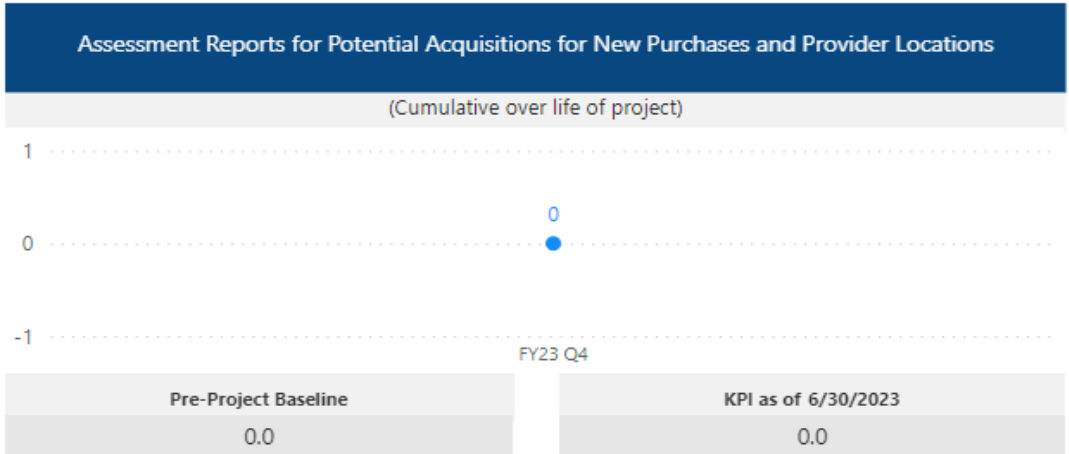 Assessment Reports for Potential Acquisitions for New Purchases and Provider Locations
(Cumulative over life of project)
1
0
0
-1
FY23 Q4
Pre-Project Baseline
KPI as of 6/30/2023
0.0
0.0